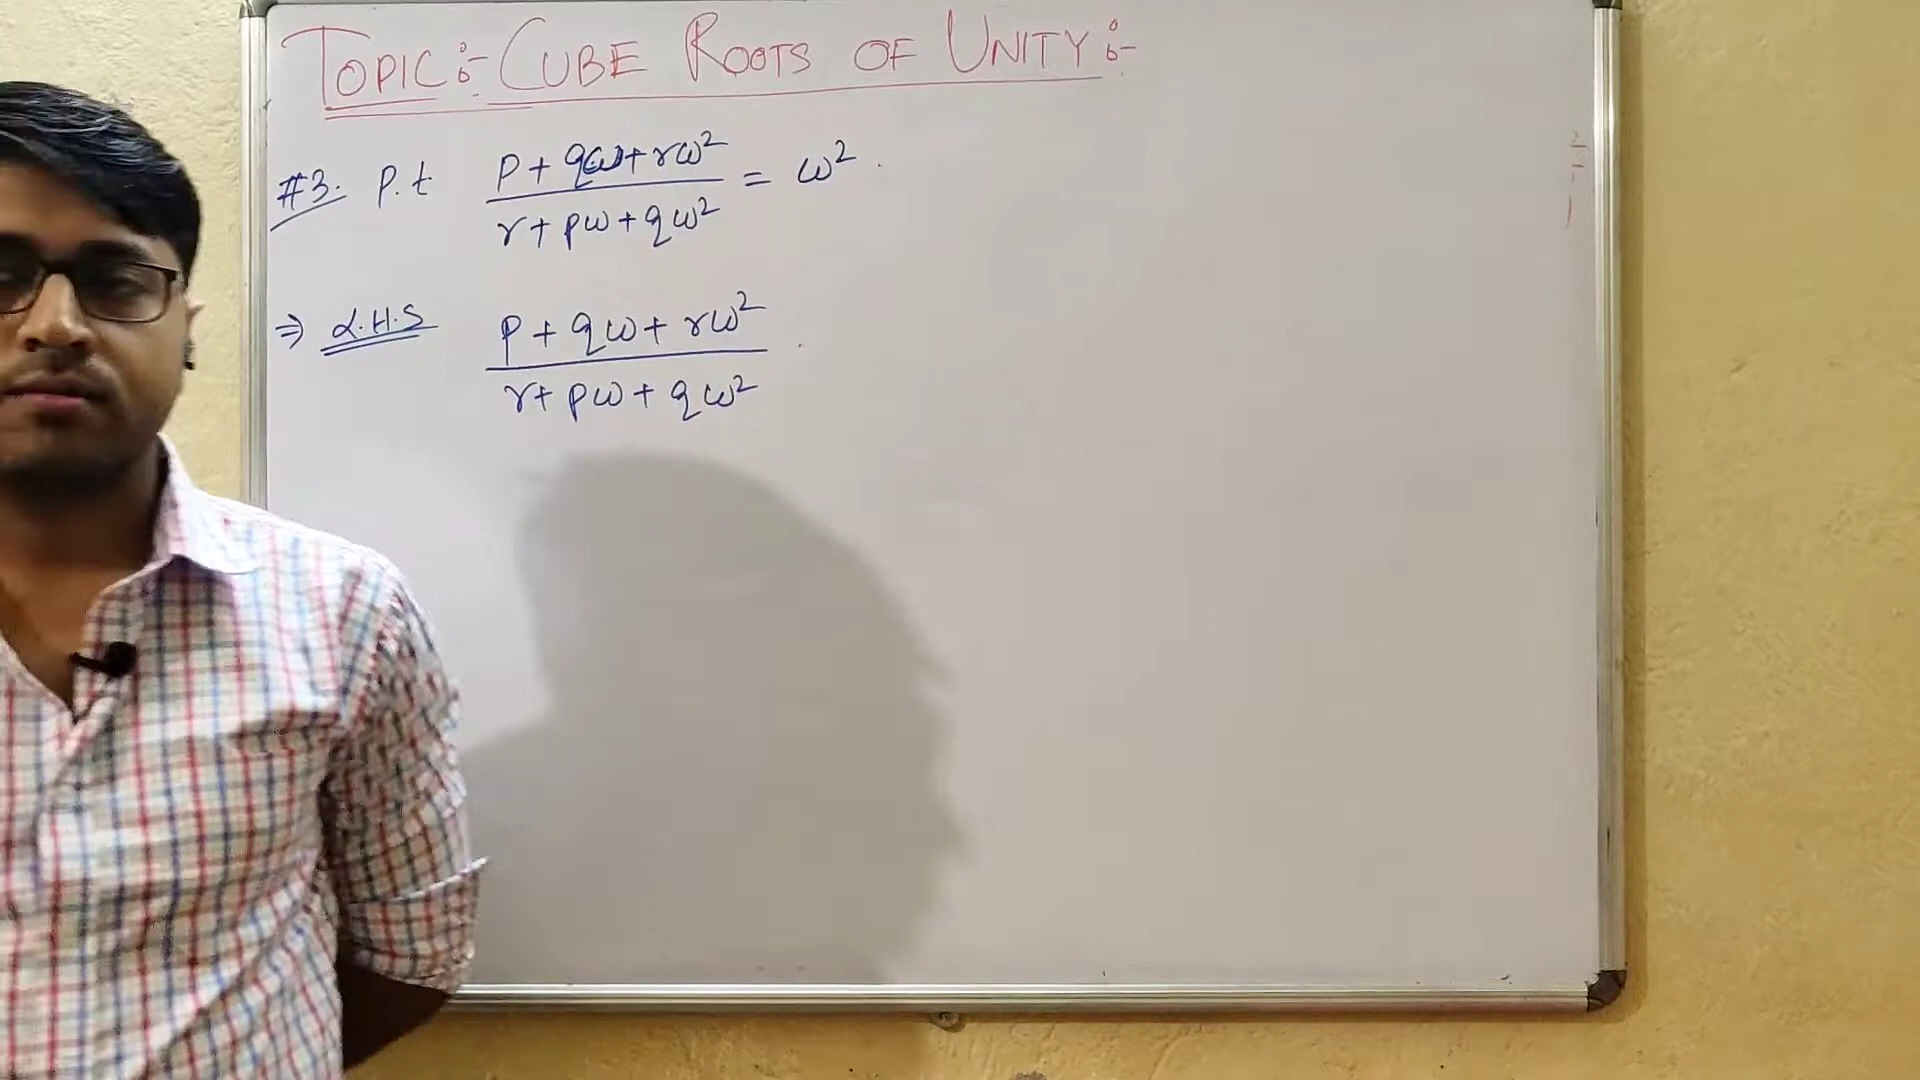 TOPIC:- CUBE ROOTS OF UNITY:-
#3. P.t (p + qω + rω²) / (r + pω + qω²) = ω².
⇒ L.H.S (p + qω + rω²) / (r + pω + qω²)